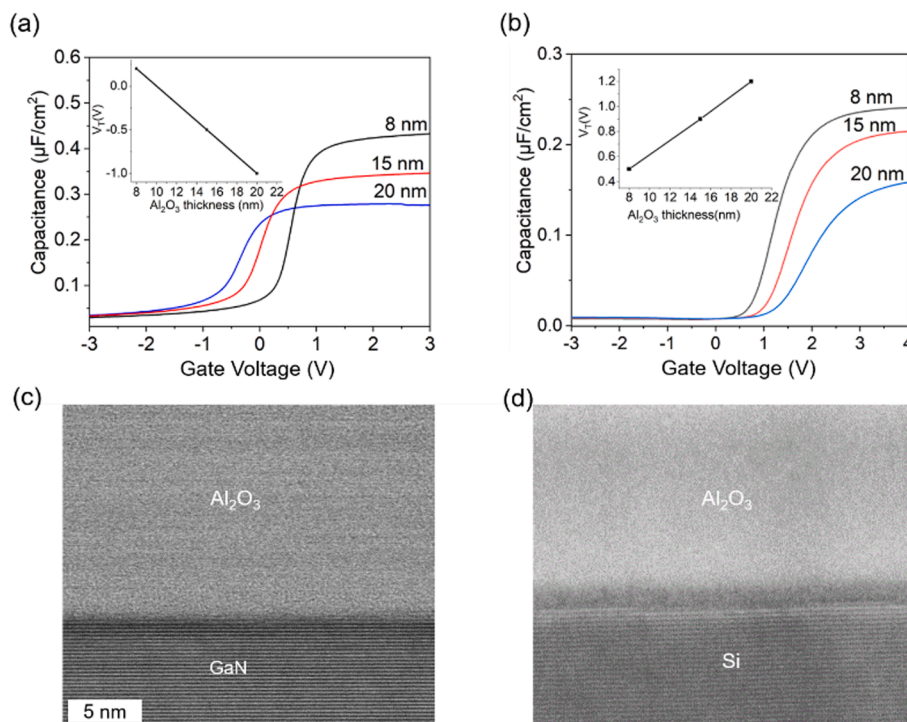 (a)
0.6
0.5
0.4
0.3
0.2
0.1
Capacitance (μF/cm²)
-3 -2 -1 0 1 2 3
Gate Voltage (V)
8 nm
15 nm
20 nm
0.0
-0.5
-1.0
V_T(V)
8 10 12 14 16 18 20 22
Al₂O₃ thickness (nm)
(b)
0.3
0.2
0.1
0.0
Capacitance (μF/cm²)
-3 -2 -1 0 1 2 3 4
Gate Voltage (V)
8 nm
15 nm
20 nm
1.2
1.0
0.8
0.6
0.4
V_T(V)
8 10 12 14 16 18 20 22
Al₂O₃ thickness(nm)
(c)
Al₂O₃
GaN
5 nm
(d)
Al₂O₃
Si